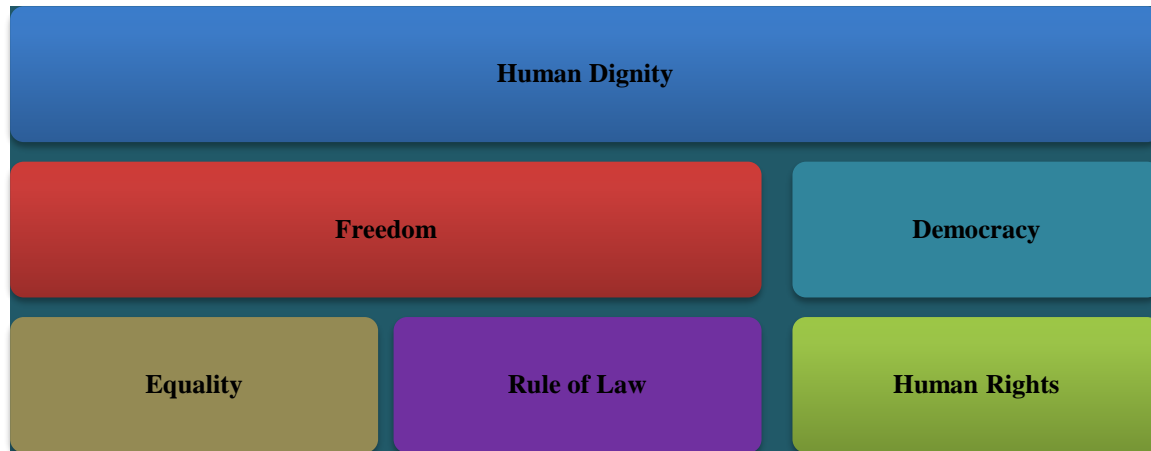 Human Dignity
Freedom
Democracy
Equality
Rule of Law
Human Rights